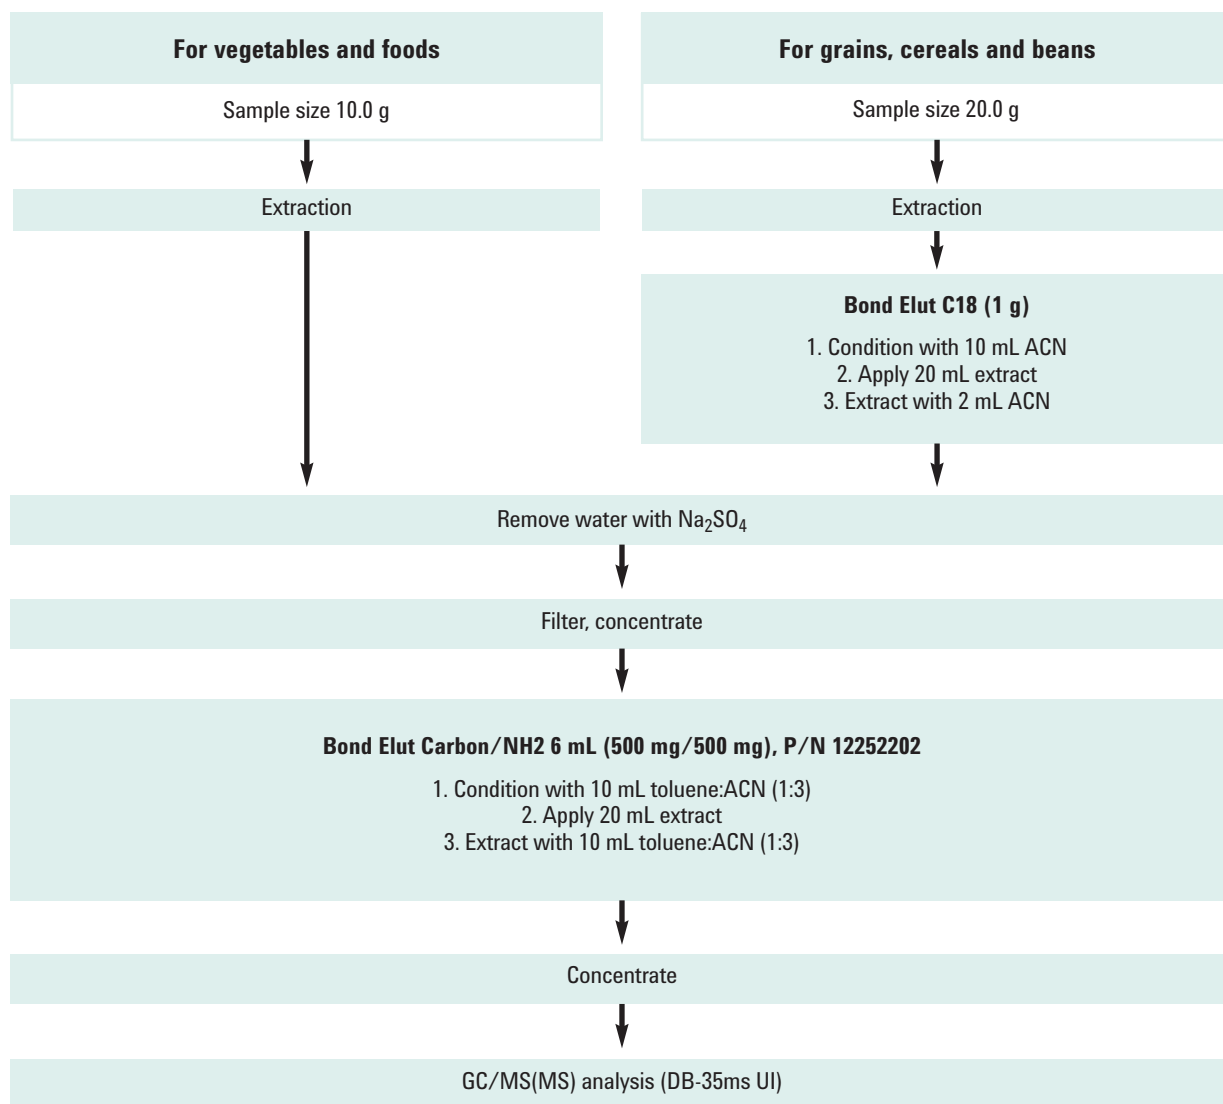 For vegetables and foods
Sample size 10.0 g
Extraction
For grains, cereals and beans
Sample size 20.0 g
Extraction
Bond Elut C18 (1 g)
1. Condition with 10 mL ACN
2. Apply 20 mL extract
3. Extract with 2 mL ACN
Remove water with Na₂SO₄
Filter, concentrate
Bond Elut Carbon/NH2 6 mL (500 mg/500 mg), P/N 12252202
1. Condition with 10 mL toluene:ACN (1:3)
2. Apply 20 mL extract
3. Extract with 10 mL toluene:ACN (1:3)
Concentrate
GC/MS(MS) analysis (DB-35ms UI)